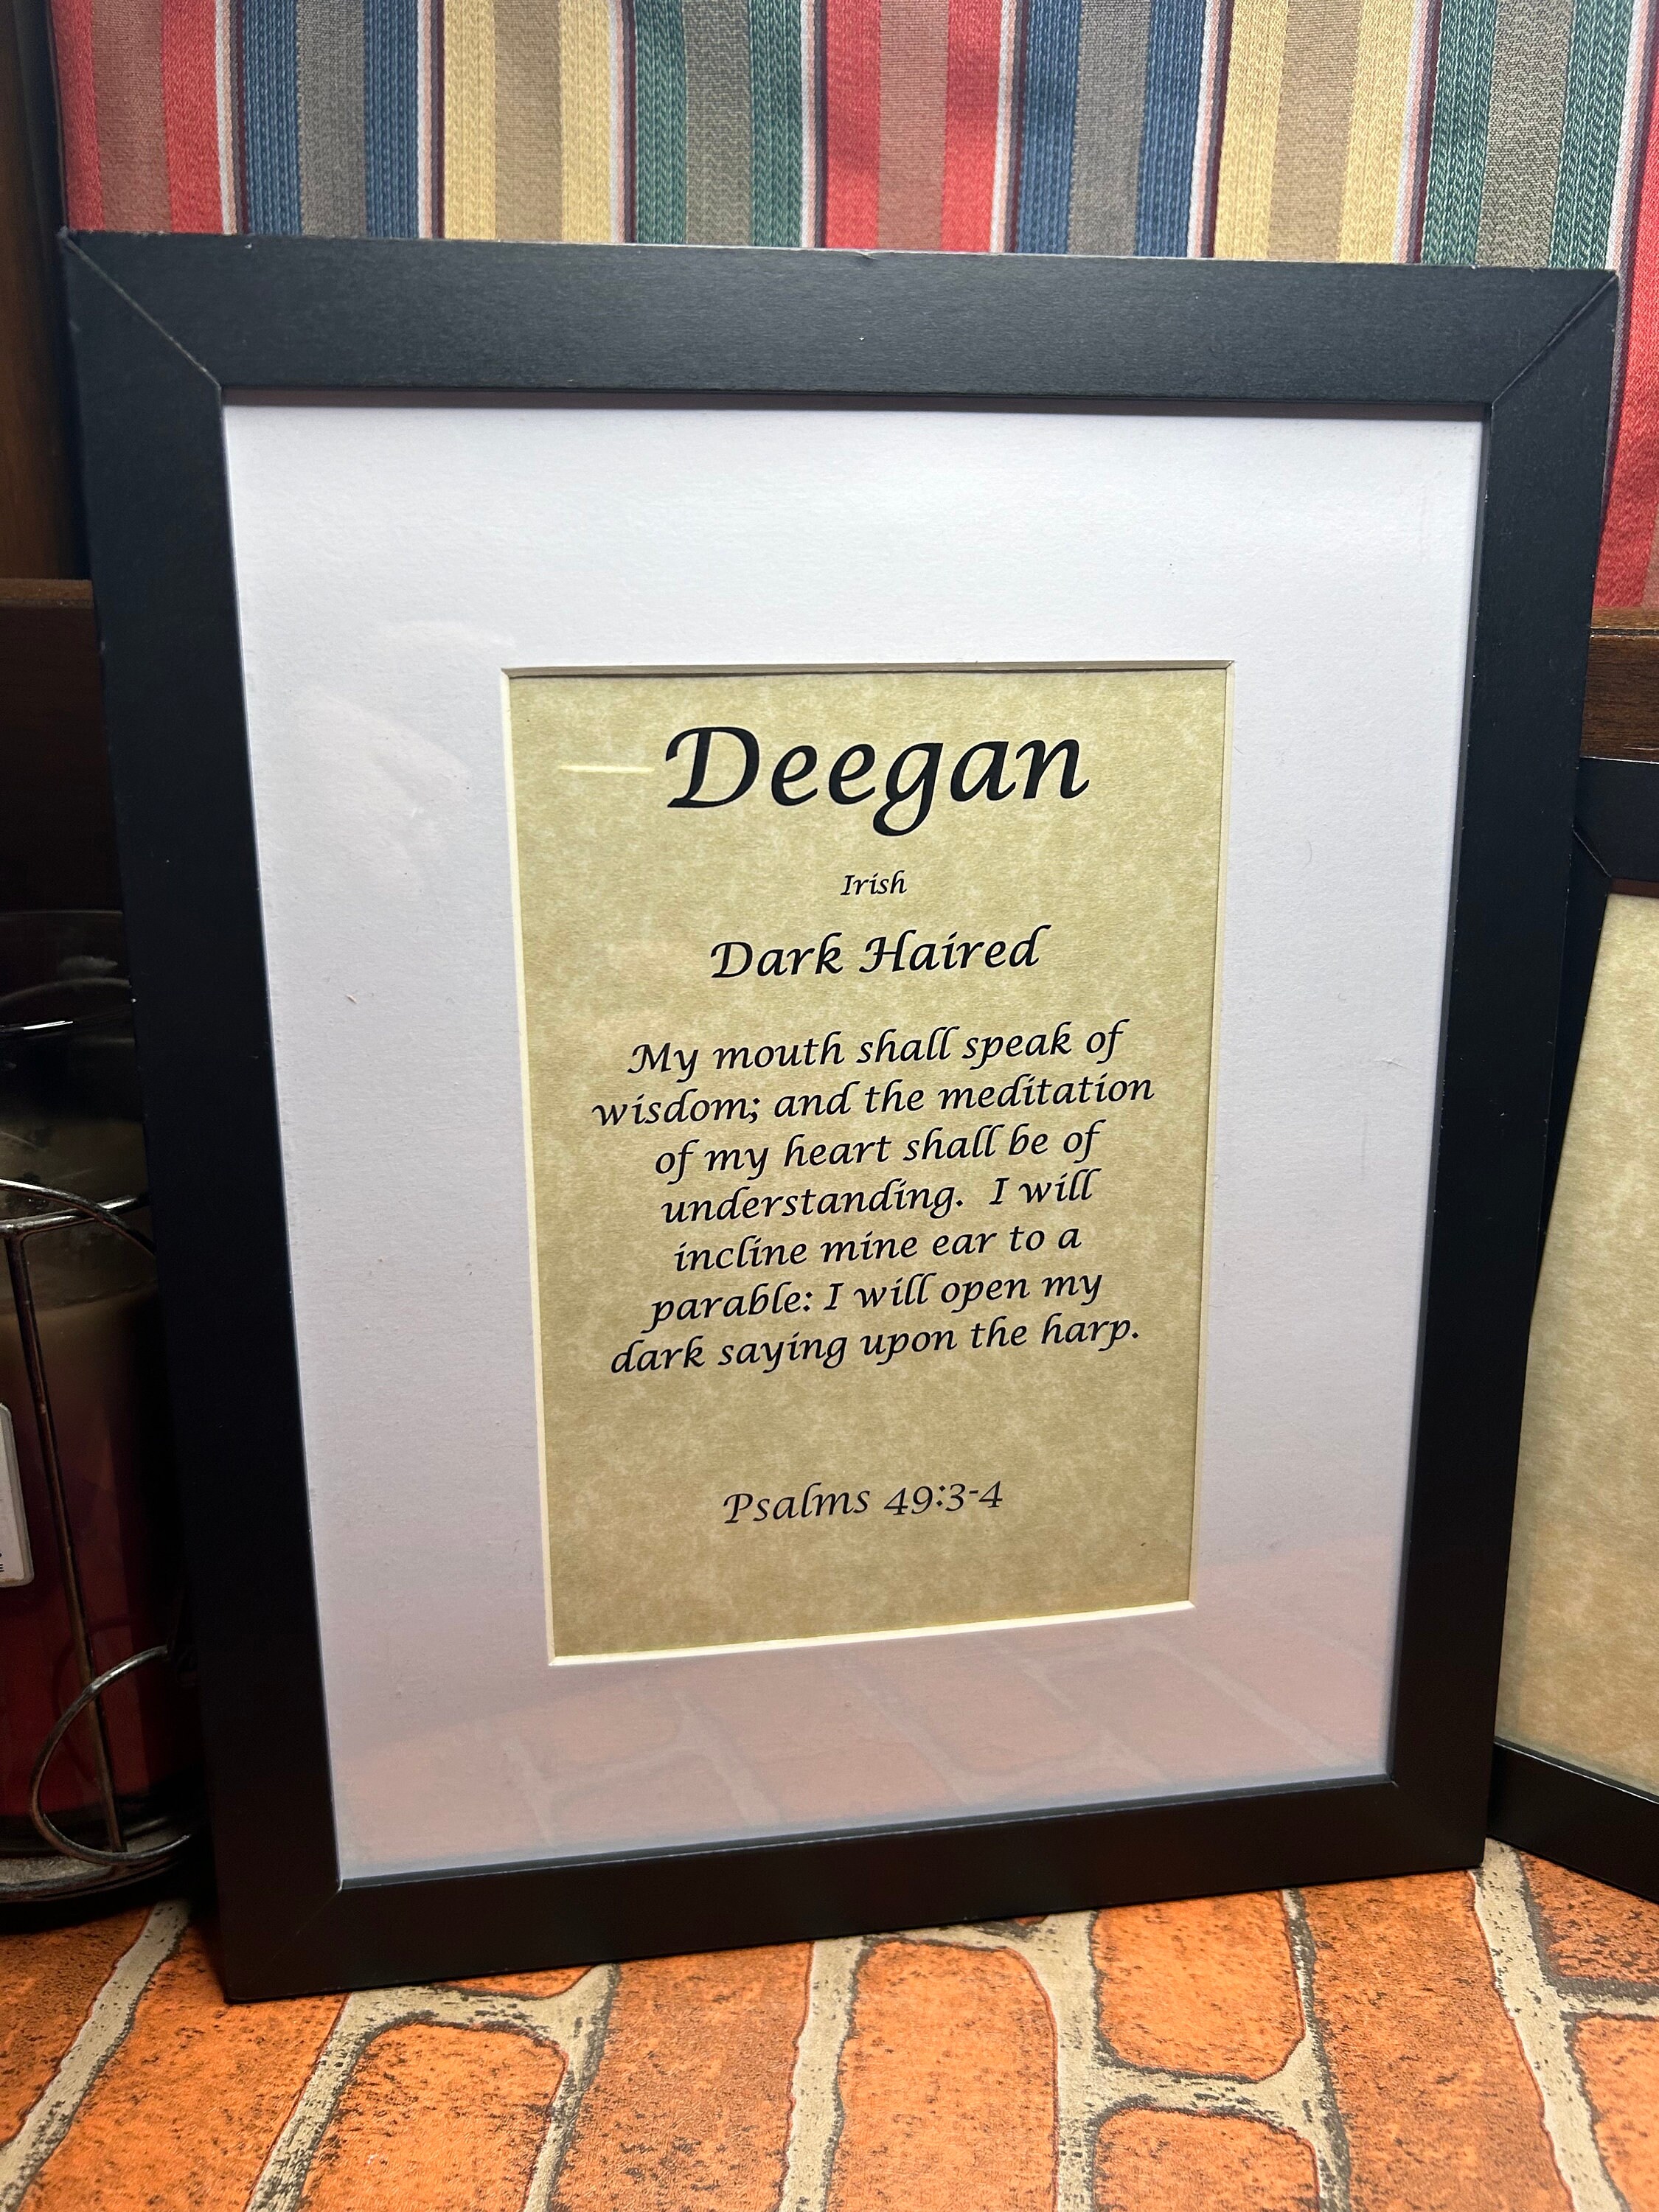 Deegan
Irish
Dark Haired
My mouth shall speak of
wisdom; and the meditation
of my heart shall be of
understanding.  I will
incline mine ear to a
parable: I will open my
dark saying upon the harp.
Psalms 49:3-4